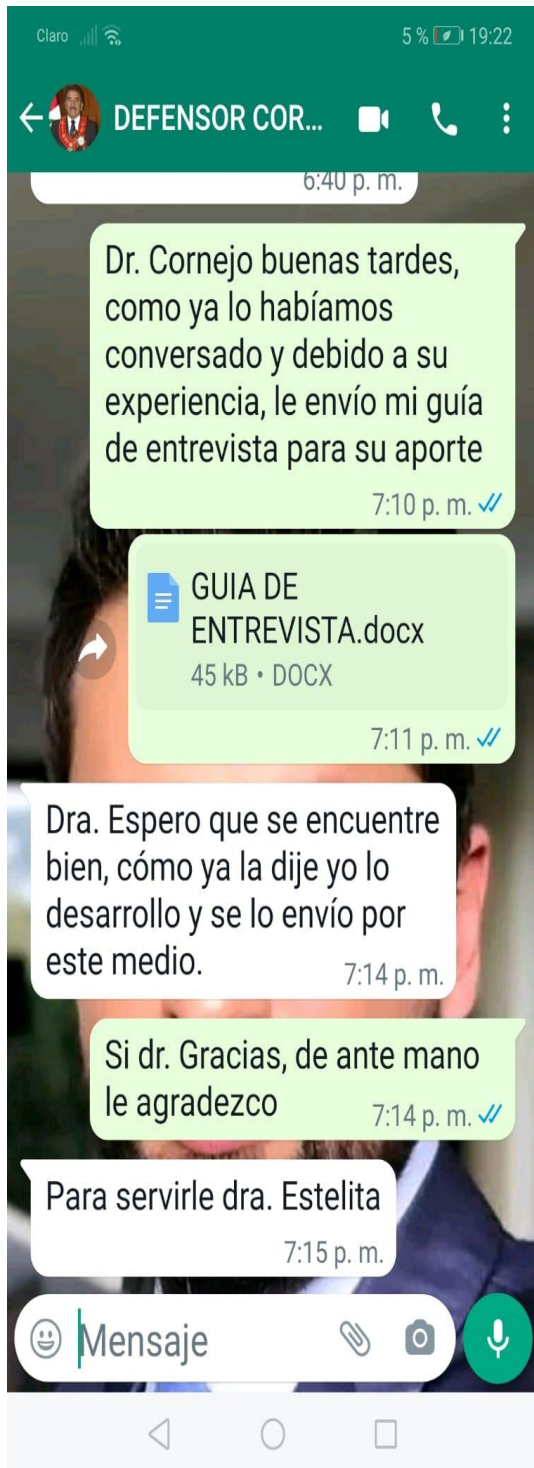 Claro 5 % 19:22
DEFENSOR COR...
6:40 p. m.
Dr. Cornejo buenas tardes,
como ya lo habíamos
conversado y debido a su
experiencia, le envío mi guía
de entrevista para su aporte
7:10 p. m.
GUIA DE
ENTREVISTA.docx
45 kB • DOCX
7:11 p. m.
Dra. Espero que se encuentre
bien, cómo ya la dije yo lo
desarrollo y se lo envío por
este medio. 7:14 p. m.
Si dr. Gracias, de ante mano
le agradezco 7:14 p. m.
Para servirle dra. Estelita
7:15 p. m.
Mensaje